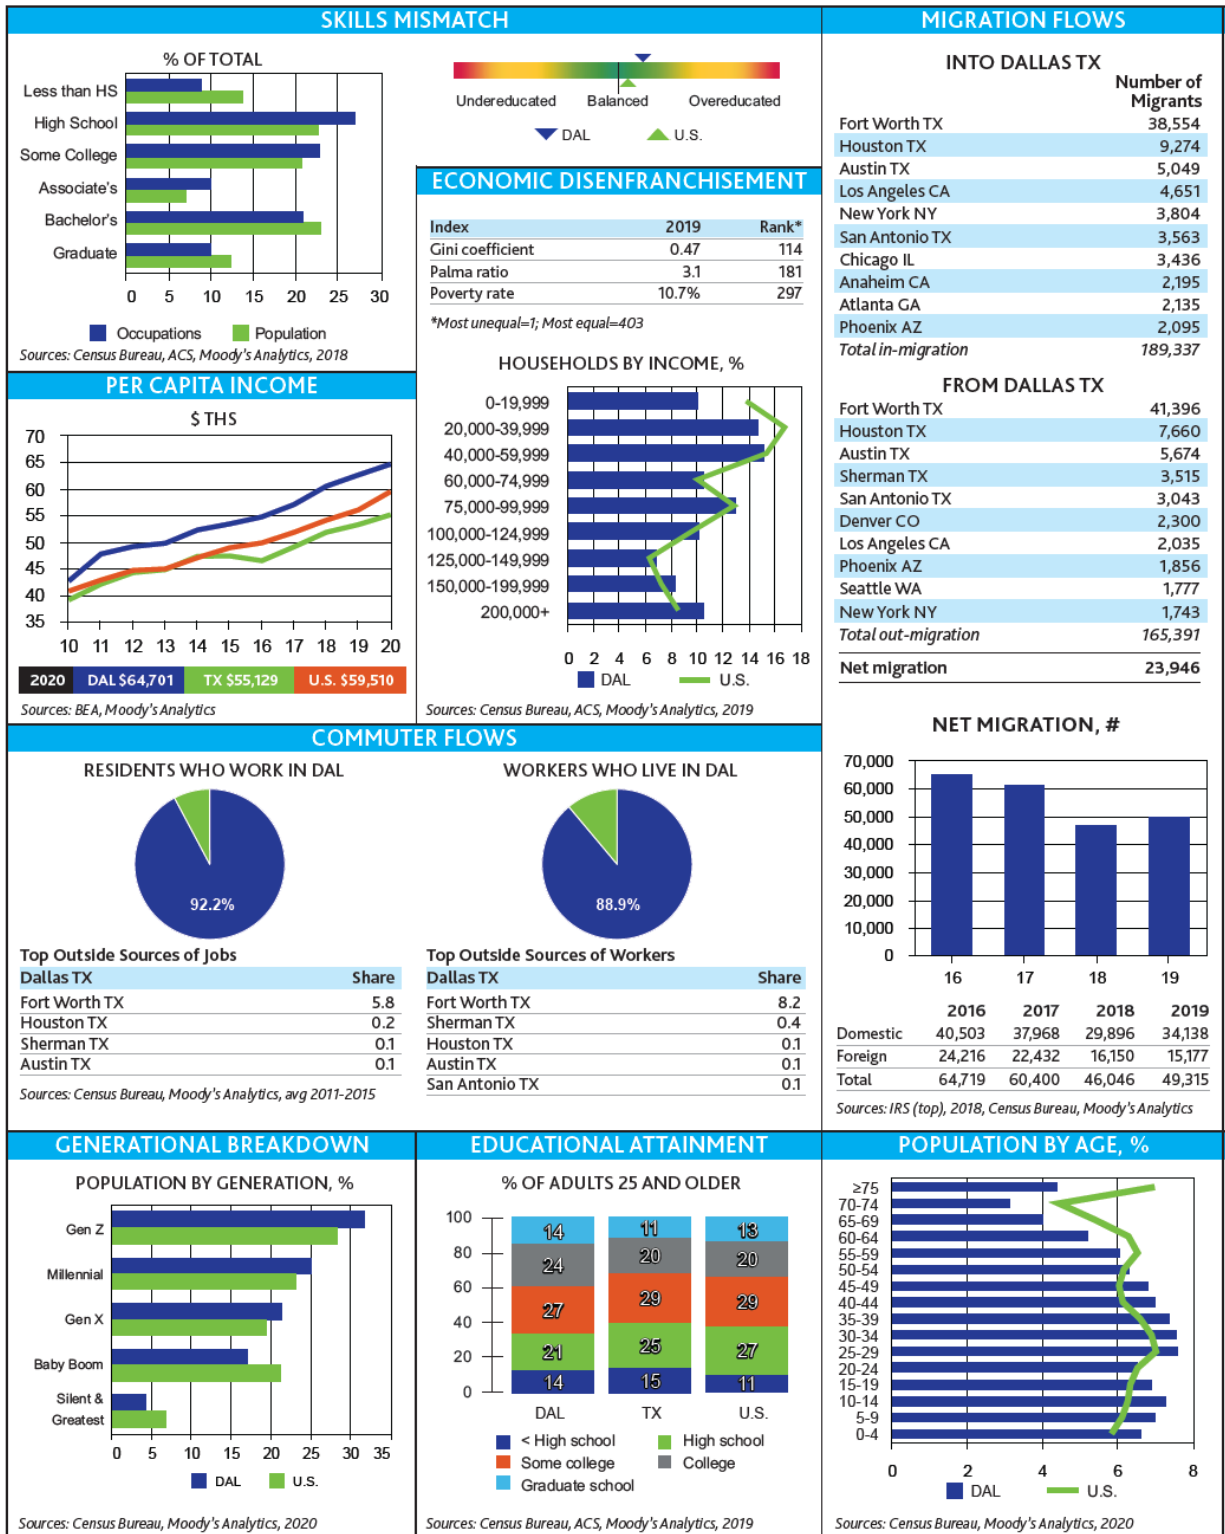 SKILLS MISMATCH
% OF TOTAL
Less than HS
High School
Some College
Associate's
Bachelor's
Graduate
0 5 10 15 20 25 30
Occupations Population
Sources: Census Bureau, ACS, Moody's Analytics, 2018
Undereducated Balanced Overeducated
DAL U.S.
ECONOMIC DISENFRANCHISEMENT
Index 2019 Rank*
Gini coefficient 0.47 114
Palma ratio 3.1 181
Poverty rate 10.7% 297
*Most unequal=1; Most equal=403
HOUSEHOLDS BY INCOME, %
0-19,999
20,000-39,999
40,000-59,999
60,000-74,999
75,000-99,999
100,000-124,999
125,000-149,999
150,000-199,999
200,000+
0 2 4 6 8 10 12 14 16 18
DAL U.S.
Sources: Census Bureau, ACS, Moody's Analytics, 2019
PER CAPITA INCOME
$ THS
70
65
60
55
50
45
40
35
10 11 12 13 14 15 16 17 18 19 20
2020 DAL $64,701 TX $55,129 U.S. $59,510
Sources: BEA, Moody's Analytics
MIGRATION FLOWS
INTO DALLAS TX
Number of
Migrants
Fort Worth TX 38,554
Houston TX 9,274
Austin TX 5,049
Los Angeles CA 4,651
New York NY 3,804
San Antonio TX 3,563
Chicago IL 3,436
Anaheim CA 2,195
Atlanta GA 2,135
Phoenix AZ 2,095
Total in-migration 189,337
FROM DALLAS TX
Fort Worth TX 41,396
Houston TX 7,660
Austin TX 5,674
Sherman TX 3,515
San Antonio TX 3,043
Denver CO 2,300
Los Angeles CA 2,035
Phoenix AZ 1,856
Seattle WA 1,777
New York NY 1,743
Total out-migration 165,391
Net migration 23,946
NET MIGRATION, #
70,000
60,000
50,000
40,000
30,000
20,000
10,000
0
16 17 18 19
2016 2017 2018 2019
Domestic 40,503 37,968 29,896 34,138
Foreign 24,216 22,432 16,150 15,177
Total 64,719 60,400 46,046 49,315
Sources: IRS (top), 2018, Census Bureau, Moody's Analytics
COMMUTER FLOWS
RESIDENTS WHO WORK IN DAL
92.2%
Top Outside Sources of Jobs
Dallas TX Share
Fort Worth TX 5.8
Houston TX 0.2
Sherman TX 0.1
Austin TX 0.1
Sources: Census Bureau, Moody's Analytics, avg 2011-2015
WORKERS WHO LIVE IN DAL
88.9%
Top Outside Sources of Workers
Dallas TX Share
Fort Worth TX 8.2
Sherman TX 0.4
Houston TX 0.1
Austin TX 0.1
San Antonio TX 0.1
GENERATIONAL BREAKDOWN
POPULATION BY GENERATION, %
Gen Z
Millennial
Gen X
Baby Boom
Silent &
Greatest
0 5 10 15 20 25 30 35
DAL U.S.
Sources: Census Bureau, Moody's Analytics, 2020
EDUCATIONAL ATTAINMENT
% OF ADULTS 25 AND OLDER
100
80
60
40
20
0
14 11 13
24 20 20
27 29 29
21 25 27
14 15 11
DAL TX U.S.
< High school High school
Some college College
Graduate school
Sources: Census Bureau, ACS, Moody's Analytics, 2019
POPULATION BY AGE, %
≥75
70-74
65-69
60-64
55-59
50-54
45-49
40-44
35-39
30-34
25-29
20-24
15-19
10-14
5-9
0-4
0 2 4 6 8
DAL U.S.
Sources: Census Bureau, Moody's Analytics, 2020